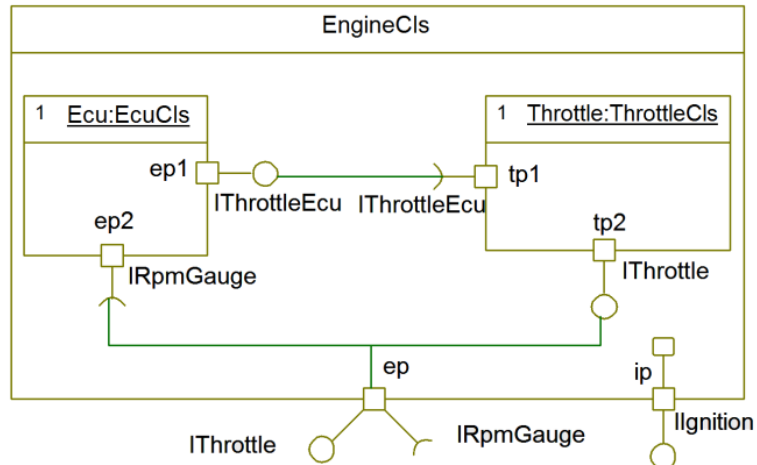 EngineCls
1 Ecu:EcuCls
1 Throttle:ThrottleCls
ep1
tp1
IThrottleEcu IThrottleEcu
ep2
tp2
IRpmGauge
IThrottle
ep
ip
IIgnition
IThrottle
IRpmGauge